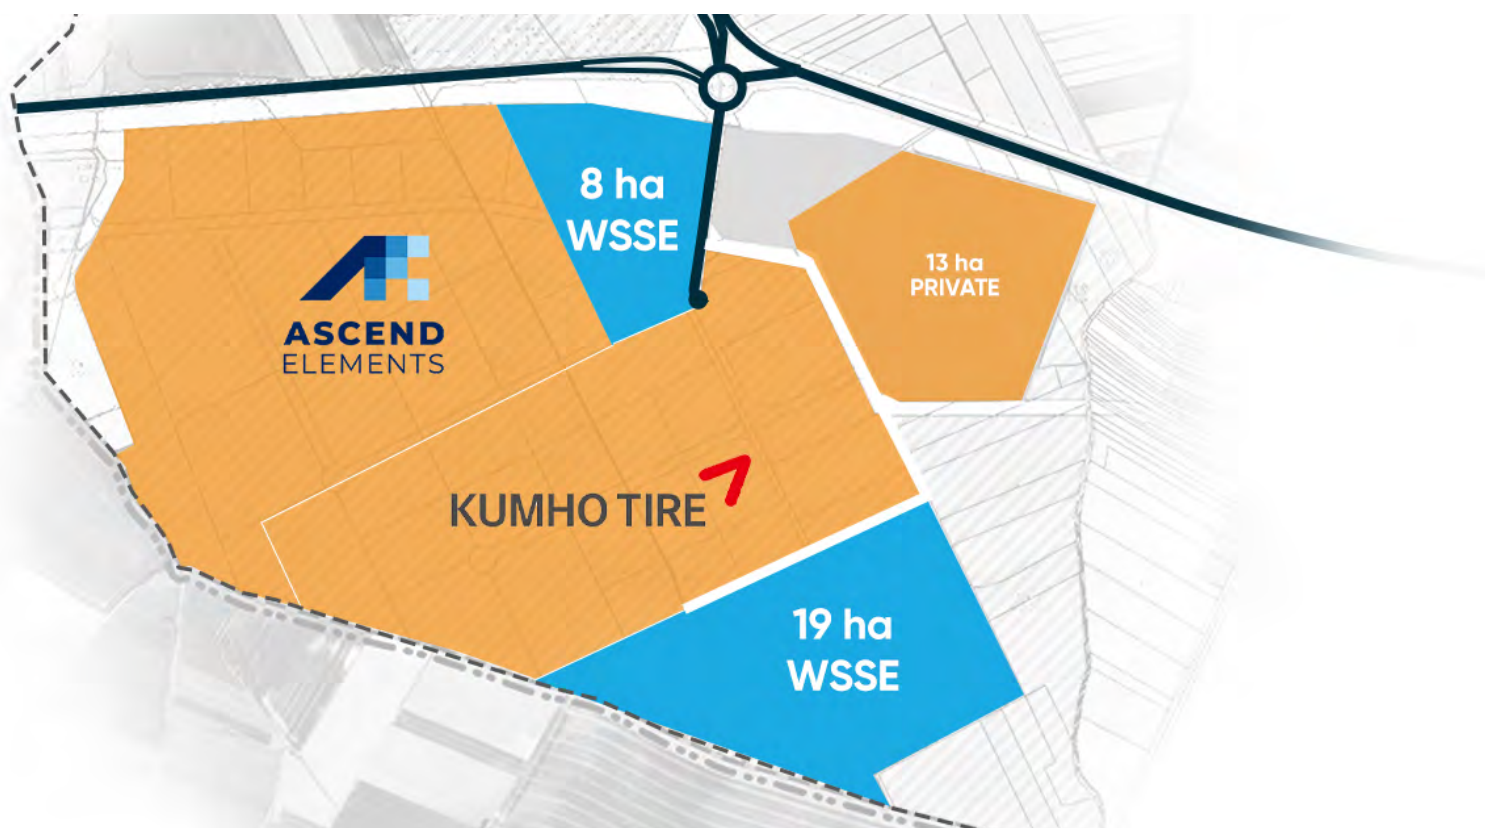 8 ha
WSSE
13 ha
PRIVATE
ASCEND
ELEMENTS
KUMHO TIRE
19 ha
WSSE